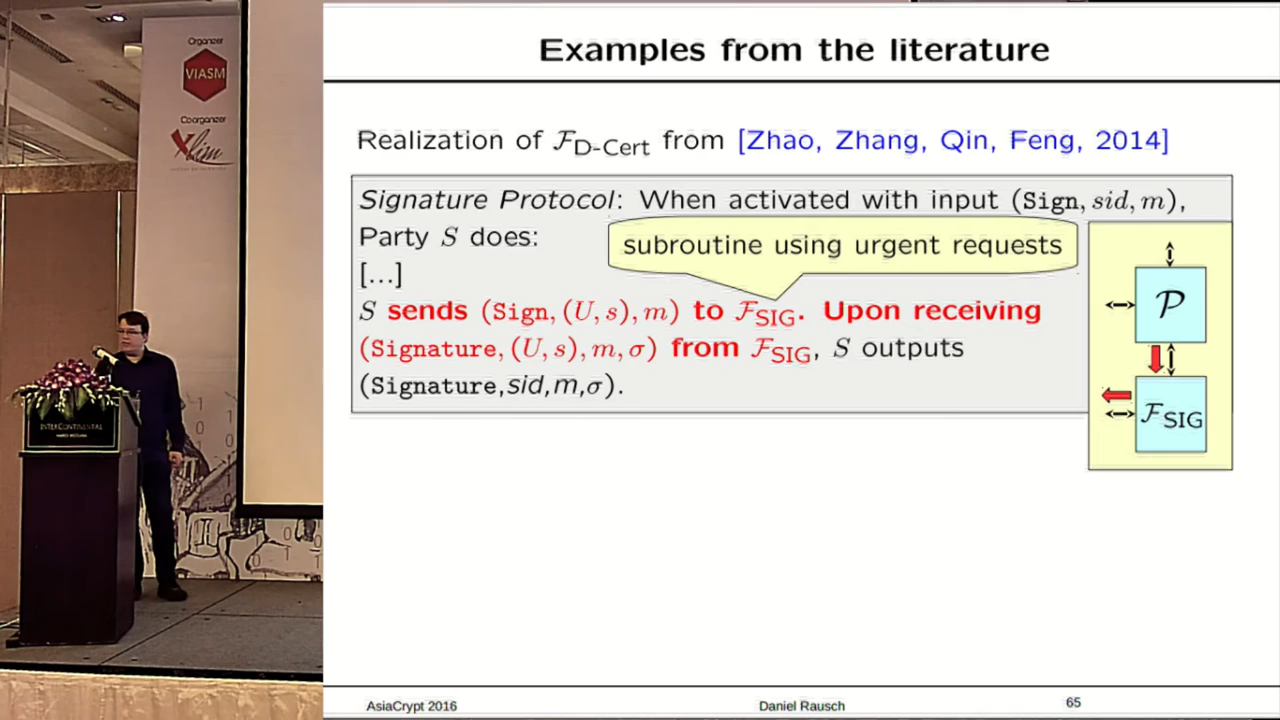 Organizer
VIASM
Co-organizer
Xlim
INTERCONTINENTAL
Examples from the literature
Realization of 𝓕D-Cert from [Zhao, Zhang, Qin, Feng, 2014]
Signature Protocol: When activated with input (Sign, sid, m),
Party S does:
subroutine using urgent requests
[...]
S sends (Sign, (U, s), m) to 𝓕SIG. Upon receiving
(Signature, (U, s), m, σ) from 𝓕SIG, S outputs
(Signature,sid,m,σ).
𝓟
𝓕SIG
AsiaCrypt 2016
Daniel Rausch
65